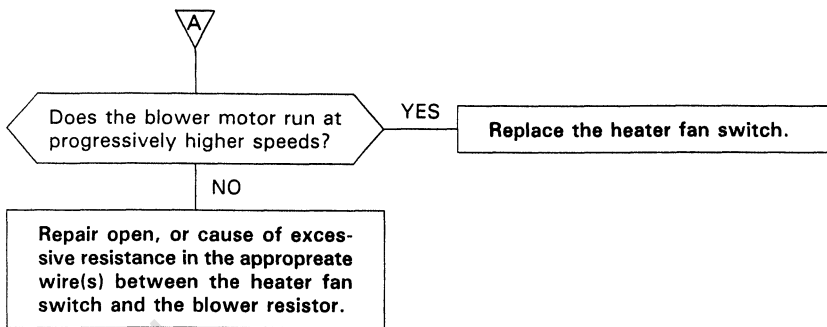 A
Does the blower motor run at
progressively higher speeds?
YES
Replace the heater fan switch.
NO
Repair open, or cause of exces-
sive resistance in the appropreate
wire(s) between the heater fan
switch and the blower resistor.